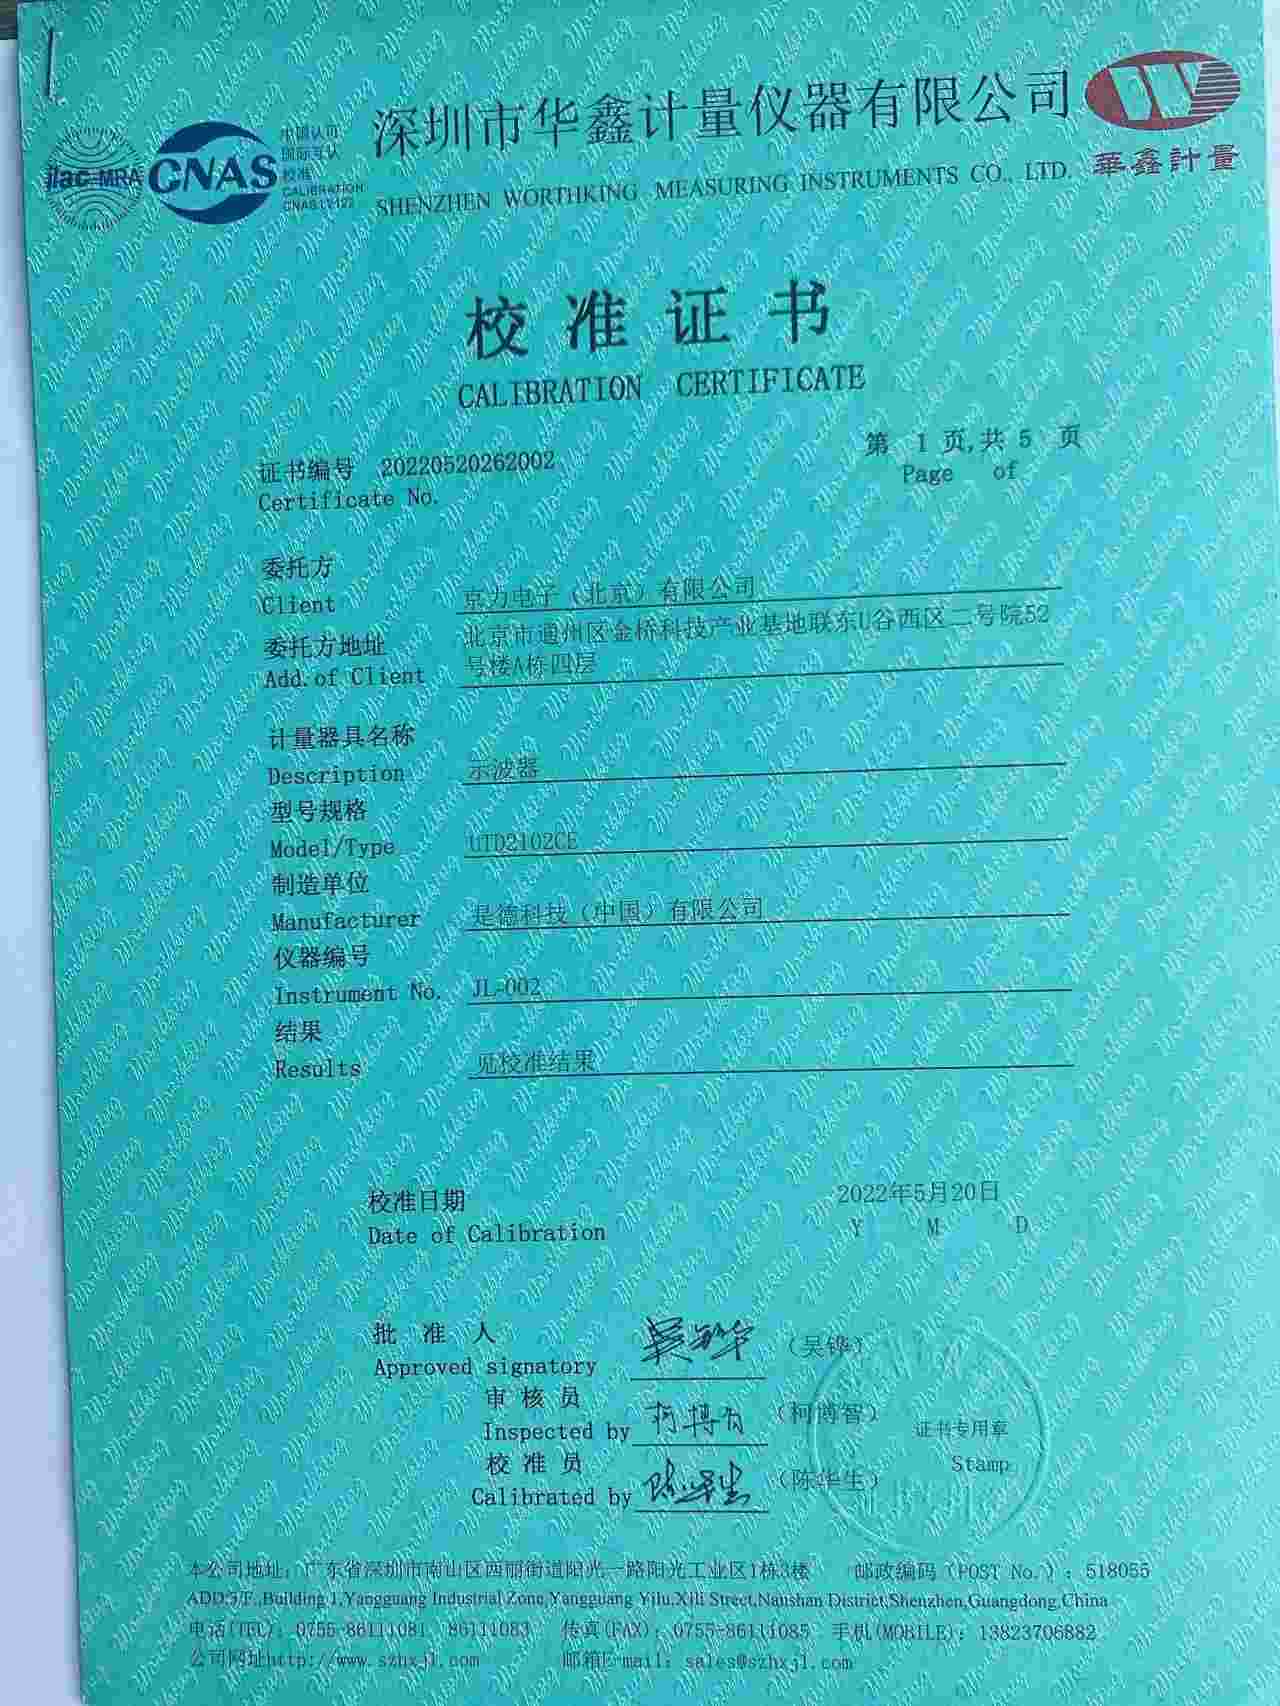 深圳市华鑫计量仪器有限公司
SHENZHEN WORTHKING MEASURING INSTRUMENTS CO., LTD.
華鑫計量
ilac-MRA
CNAS
中国认可
国际互认
校准
CALIBRATION
校准证书
CALIBRATION CERTIFICATE
证书编号 20220520262002
Certificate No.
第 1 页,共 5 页
Page of
委托方
Client
京力电子(北京)有限公司
委托方地址
Add.of Client
北京市通州区金桥科技产业基地联东U谷西区二号院52
号楼A栋四层
计量器具名称
Description
示波器
型号规格
Model/Type
UTD2102CE
制造单位
Manufacturer
是德科技(中国)有限公司
仪器编号
Instrument No.
JL-002
结果
Results
见校准结果
校准日期
Date of Calibration
2022年5月20日
Y M D
批准人
Approved signatory
(吴铧)
审核员
Inspected by
柯博智
(柯博智)
校准员
Calibrated by
陈华生
(陈华生)
证书专用章
Stamp
本公司地址:广东省深圳市南山区西丽街道阳光一路阳光工业区1栋3楼 邮政编码(POST No.):518055
ADD:3/F.,Building 1,Yangguang Industrial Zone,Yangguang Yilu,Xili Street,Nanshan District,Shenzhen,Guangdong,China
电话(TEL):0755-86111081 86111083 传真(FAX):0755-86111085 手机(MOBILE):13823706882
公司网址http://www.szhxjl.com 邮箱E-mail:sales@szhxjl.com